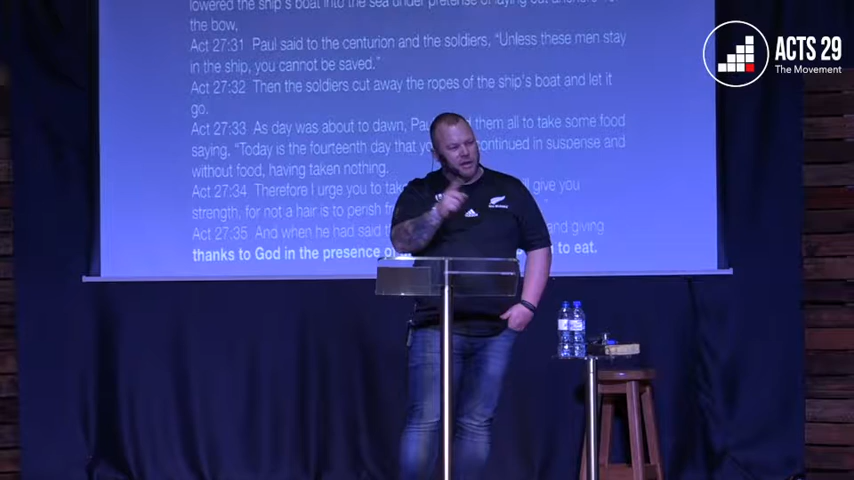 lowered the ship's boat into the sea under pretense of laying out anchors
the bow,
Act 27:31 Paul said to the centurion and the soldiers, "Unless these men stay
in the ship, you cannot be saved."
Act 27:32 Then the soldiers cut away the ropes of the ship's boat and let it
go.
Act 27:33 As day was about to dawn, them all to take some food
saying, "Today is the fourteenth day that continued in suspense and
without food, having taken nothing.
Act 27:34 Therefore I urge you to will give you
strength, for not a hair is to perish
Act 27:35 And when he had said and giving
thanks to God in the presence to eat.
ACTS 29
The Movement